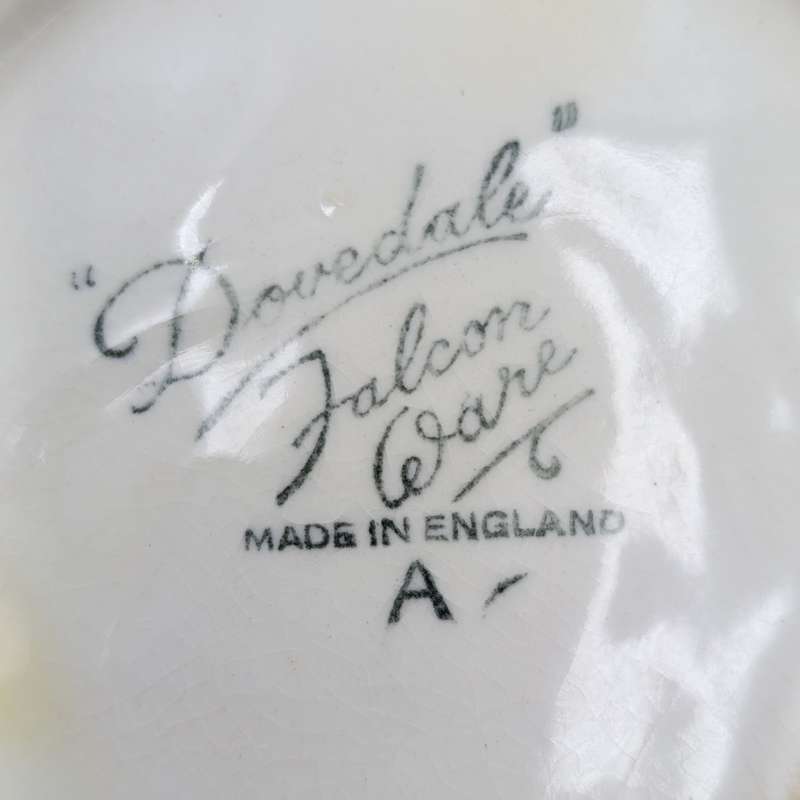 "Dovedale"
Falcon
Ware
MADE IN ENGLAND
A -